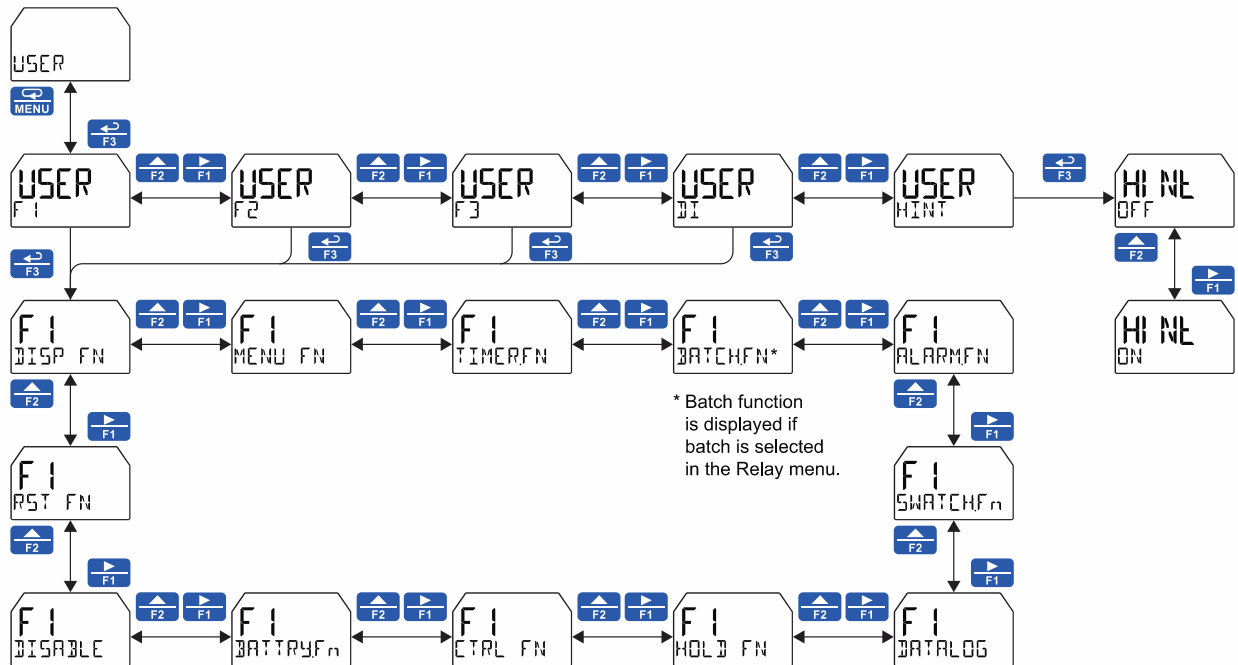 USER
MENU
F3
USER
F1
F2 F1
USER
F2
F2 F1
USER
F3
F2 F1
USER
DI
F2 F1
USER
HINT
F3
HINt
OFF
F3
F3
F3
F3
F2
F1
F1
DISP FN
F2 F1
F1
MENU FN
F2 F1
F1
TIMER,FN
F2 F1
F1
BATCH,FN*
F2 F1
F1
ALARM,FN
HINt
ON
* Batch function
is displayed if
batch is selected
in the Relay menu.
F2
F1
F2
F1
F1
RST FN
F1
SWATCH,Fn
F2
F1
F2
F1
F1
DISABLE
F2 F1
F1
BATTRY,Fn
F2 F1
F1
CTRL FN
F2 F1
F1
HOLD FN
F2 F1
F1
DATALOG